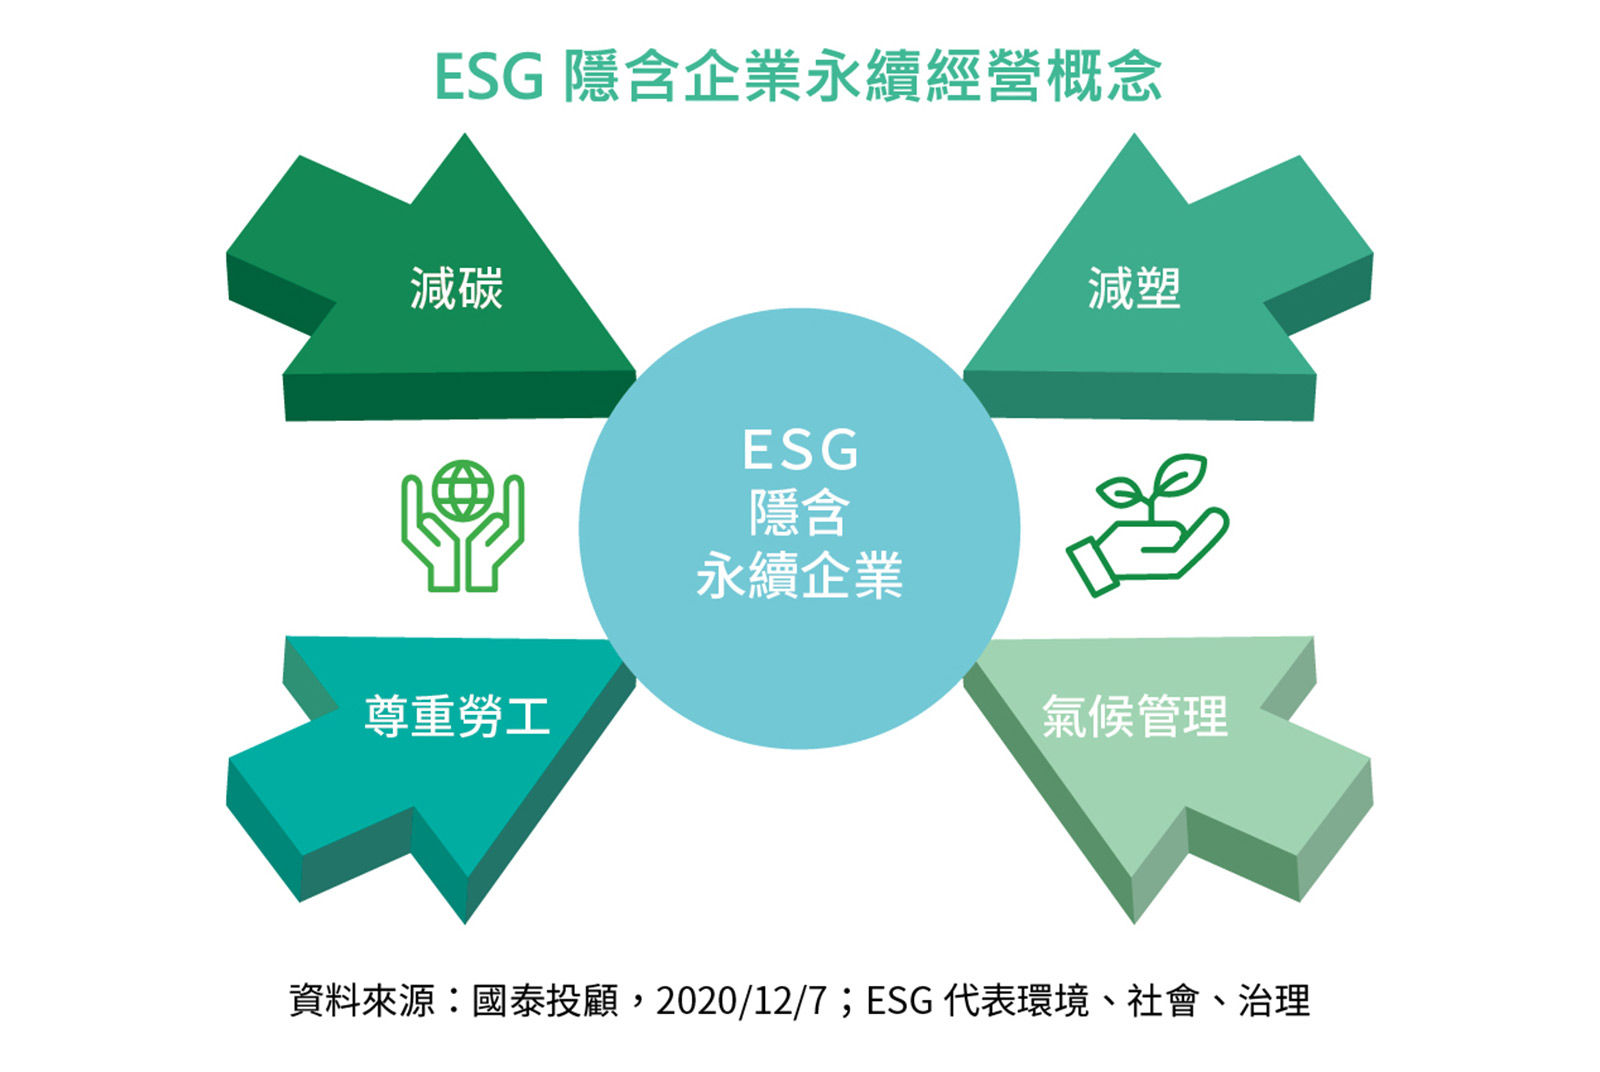 ESG 隱含企業永續經營概念
減碳
減塑
ESG
隱含
永續企業
尊重勞工
氣候管理
資料來源：國泰投顧，2020/12/7；ESG 代表環境、社會、治理